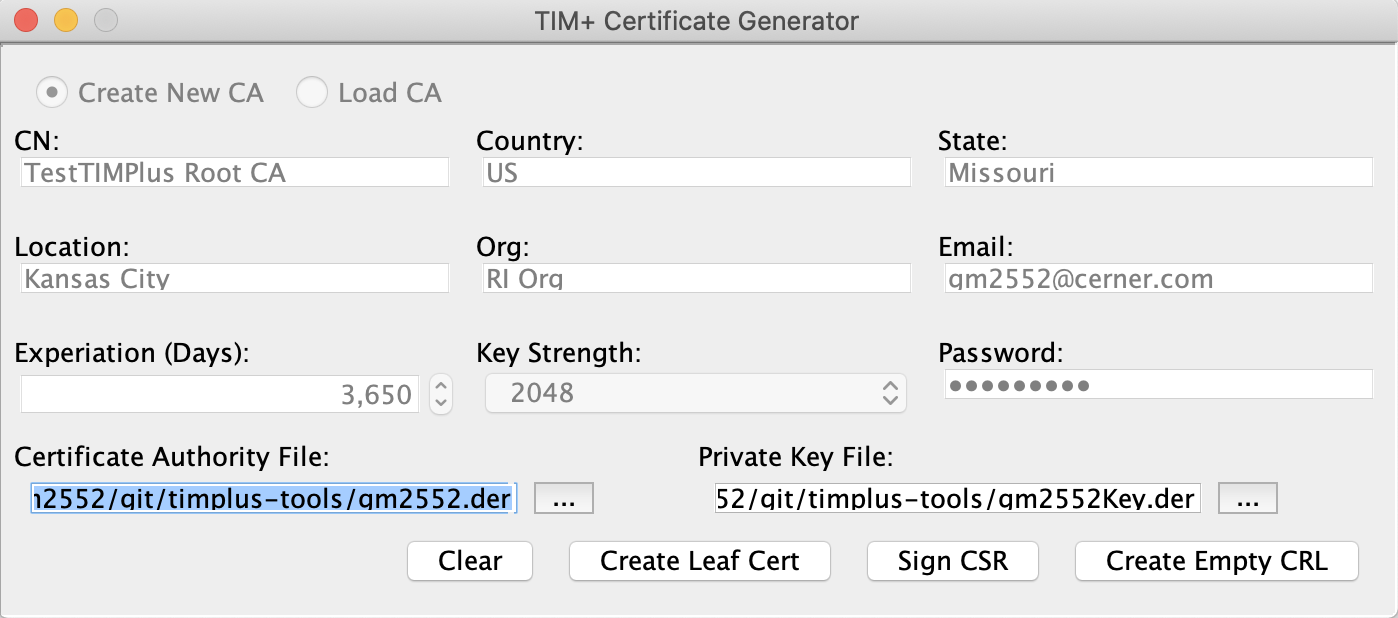 TIM+ Certificate Generator
Create New CA Load CA
CN: Country: State:
TestTIMPlus Root CA US Missouri
Location: Org: Email:
Kansas City RI Org gm2552@cerner.com
Experiation (Days): Key Strength: Password:
3,650 2048 •••••••••
Certificate Authority File: Private Key File:
2552/git/timplus-tools/gm2552.der ... 52/git/timplus-tools/gm2552Key.der ...
Clear Create Leaf Cert Sign CSR Create Empty CRL